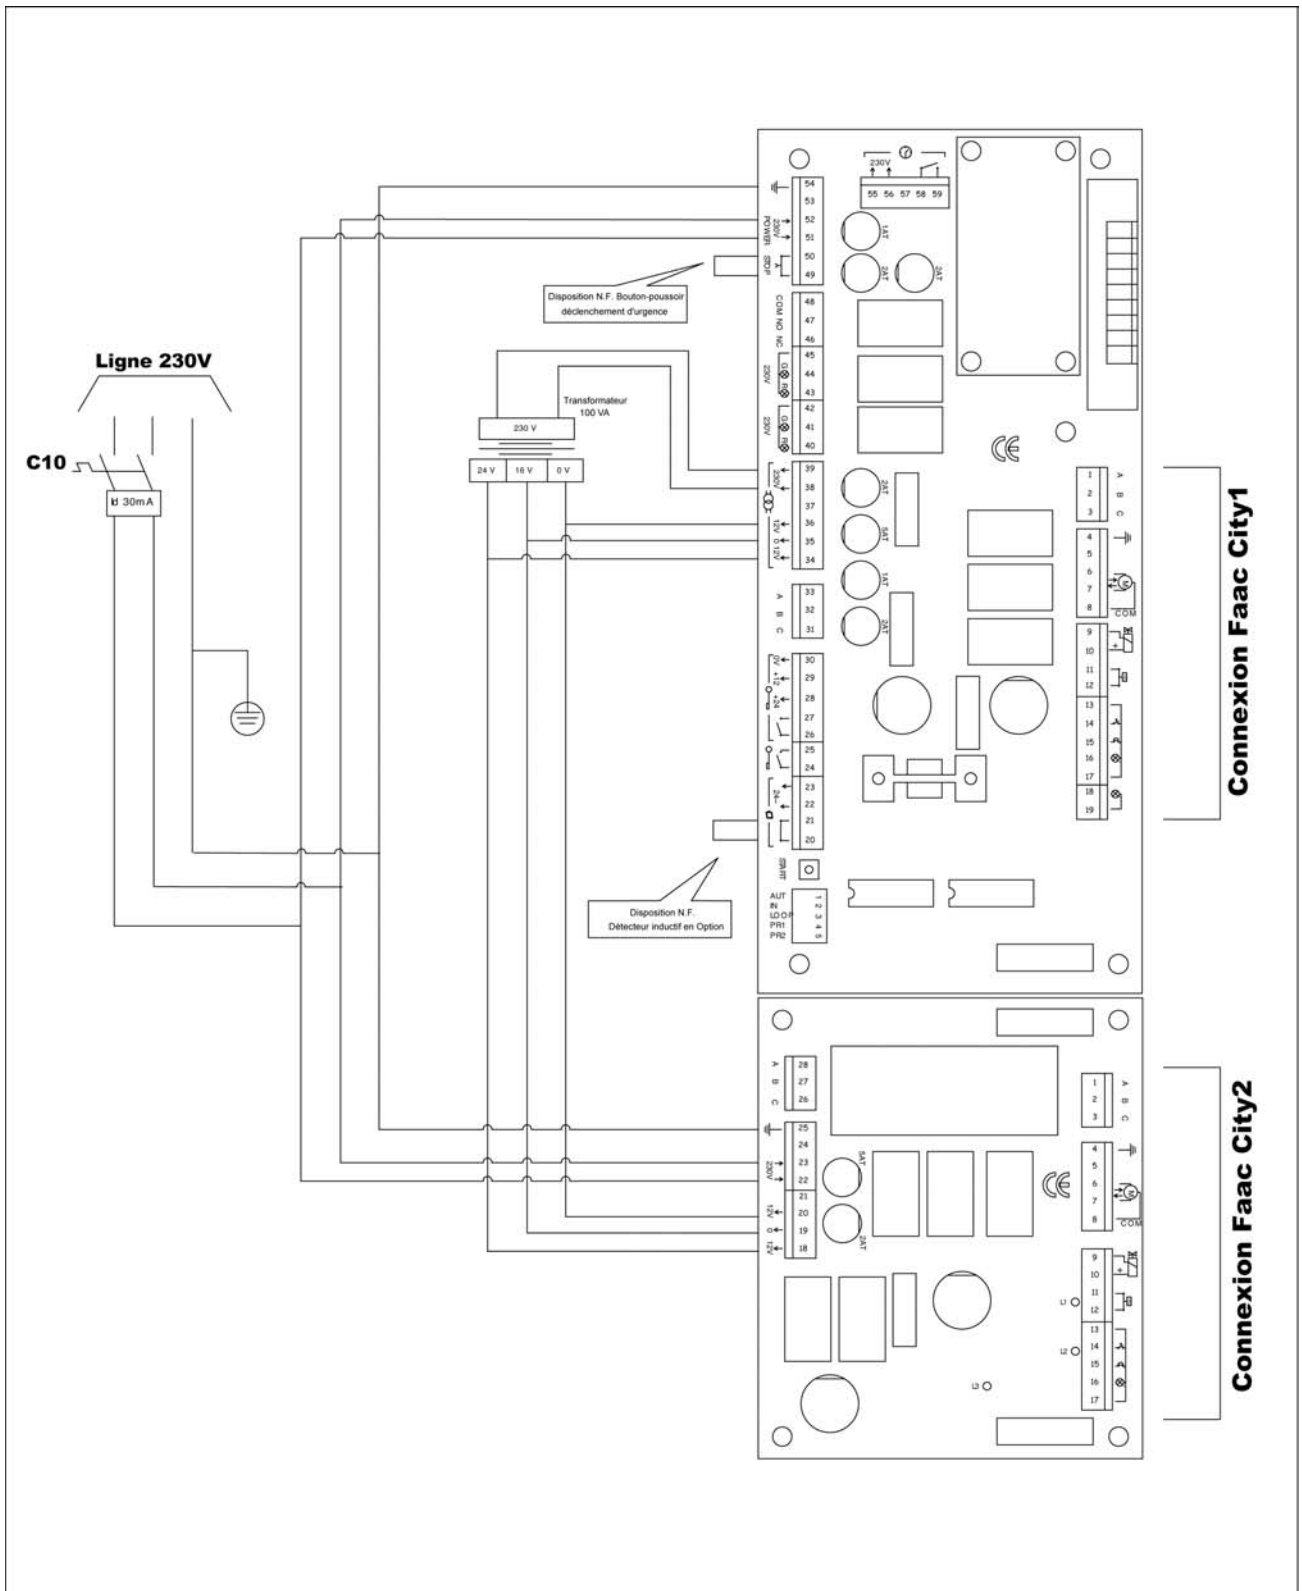 Ligne 230V
C10
Id 30mA
Transformateur
100 VA
230 V
24 V
16 V
0 V
Disposition N.F. Bouton-poussoir
déclenchement d'urgence
Disposition N.F.
Détecteur inductif en Option
POWER
230V
STOP
COM NO NC
230V
G
R
230V
G
R
230V
12V
0
12V
A
B
C
0V
+12
+24
24
START
AUT
IN
LOOP
PR1
PR2
1
2
3
4
5
54
53
52
51
50
49
48
47
46
45
44
43
42
41
40
39
38
37
36
35
34
33
32
31
30
29
28
27
26
25
24
23
22
21
20
230V
55 56 57 58 59
1AT
2AT
2AT
2AT
5AT
1AT
2AT
CE
1
2
3
4
5
6
7
8
9
10
11
12
13
14
15
16
17
18
19
A
B
C
M
COM
+
Connexion Faac City1
A
B
C
28
27
26
25
24
23
22
21
20
19
18
230V
12V
0
12V
5AT
2AT
CE
L1
L2
L3
1
2
3
4
5
6
7
8
9
10
11
12
13
14
15
16
17
A
B
C
M
COM
+
Connexion Faac City2